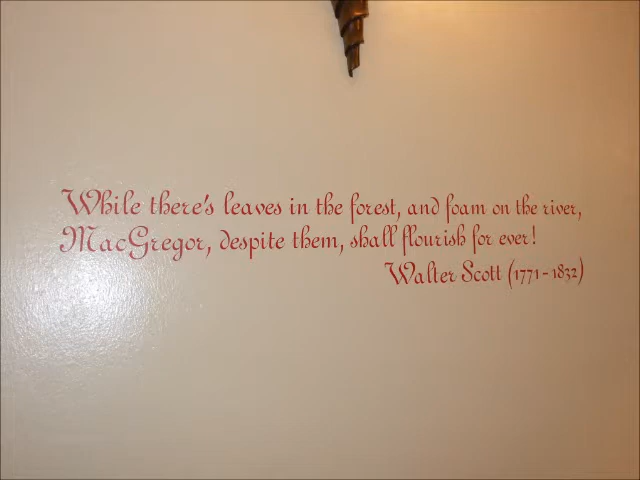 While there's leaves in the forest, and foam on the river,
MacGregor, despite them, shall flourish for ever!
Walter Scott (1771-1832)